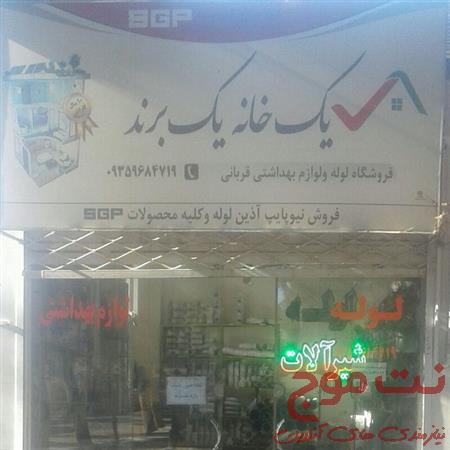 SGP
یک خانه یک برند
فروشگاه لوله ولوازم بهداشتی قربانی
۰۹۳۵۹۶۸۴۷۱۹
فروش نیوپایپ آذین لوله وکلیه محصولات SGP
لوله
لوازم بهداشتی
شیرآلات
نت موج
نیازمندی های آنلاین